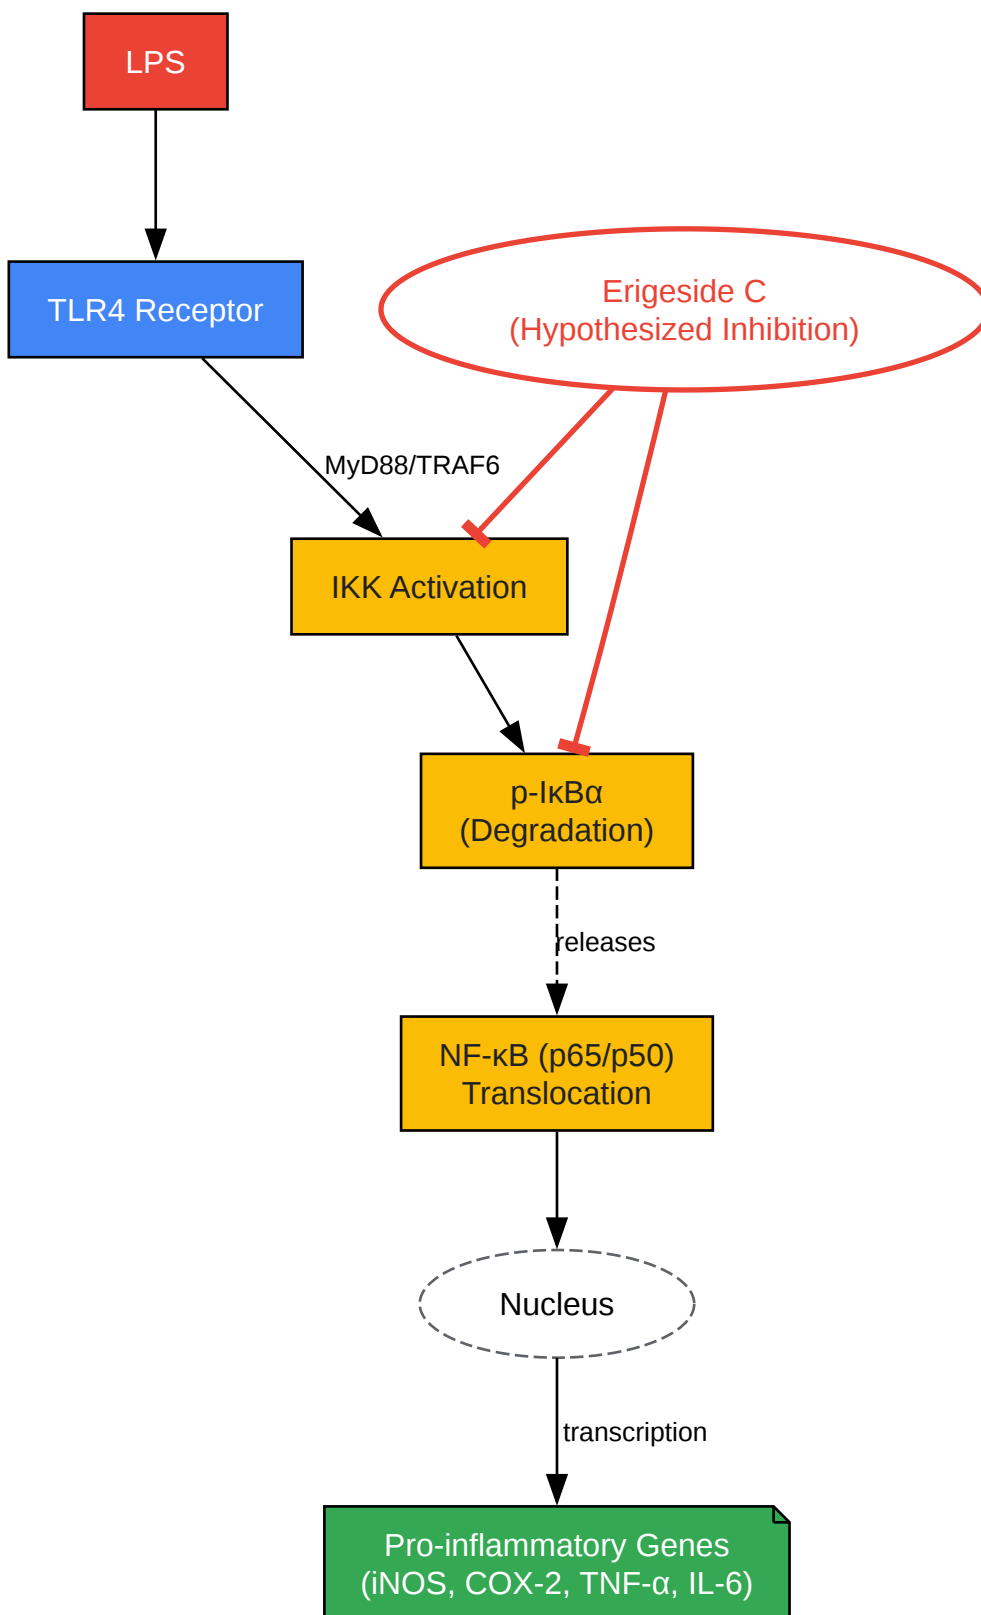 LPS
TLR4 Receptor
Erigeside C
(Hypothesized Inhibition)
MyD88/TRAF6
IKK Activation
p-IκBα
(Degradation)
releases
NF-κB (p65/p50)
Translocation
Nucleus
transcription
Pro-inflammatory Genes
(iNOS, COX-2, TNF-α, IL-6)